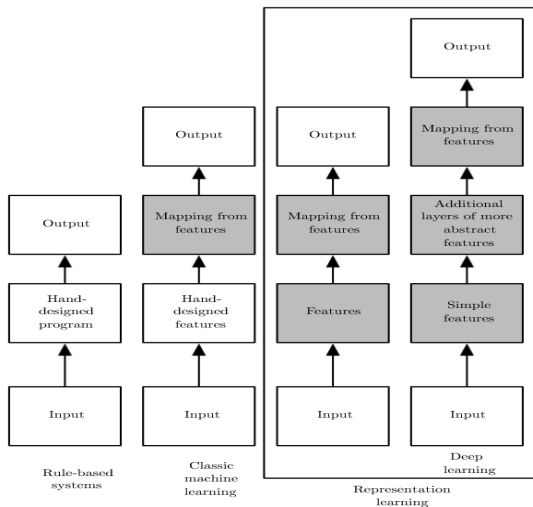 Output
Output
Output
Mapping from
features
Output
Mapping from
features
Mapping from
features
Additional
layers of more
abstract
features
Hand-
designed
program
Hand-
designed
features
Features
Simple
features
Input
Input
Input
Input
Rule-based
systems
Classic
machine
learning
Deep
learning
Representation
learning